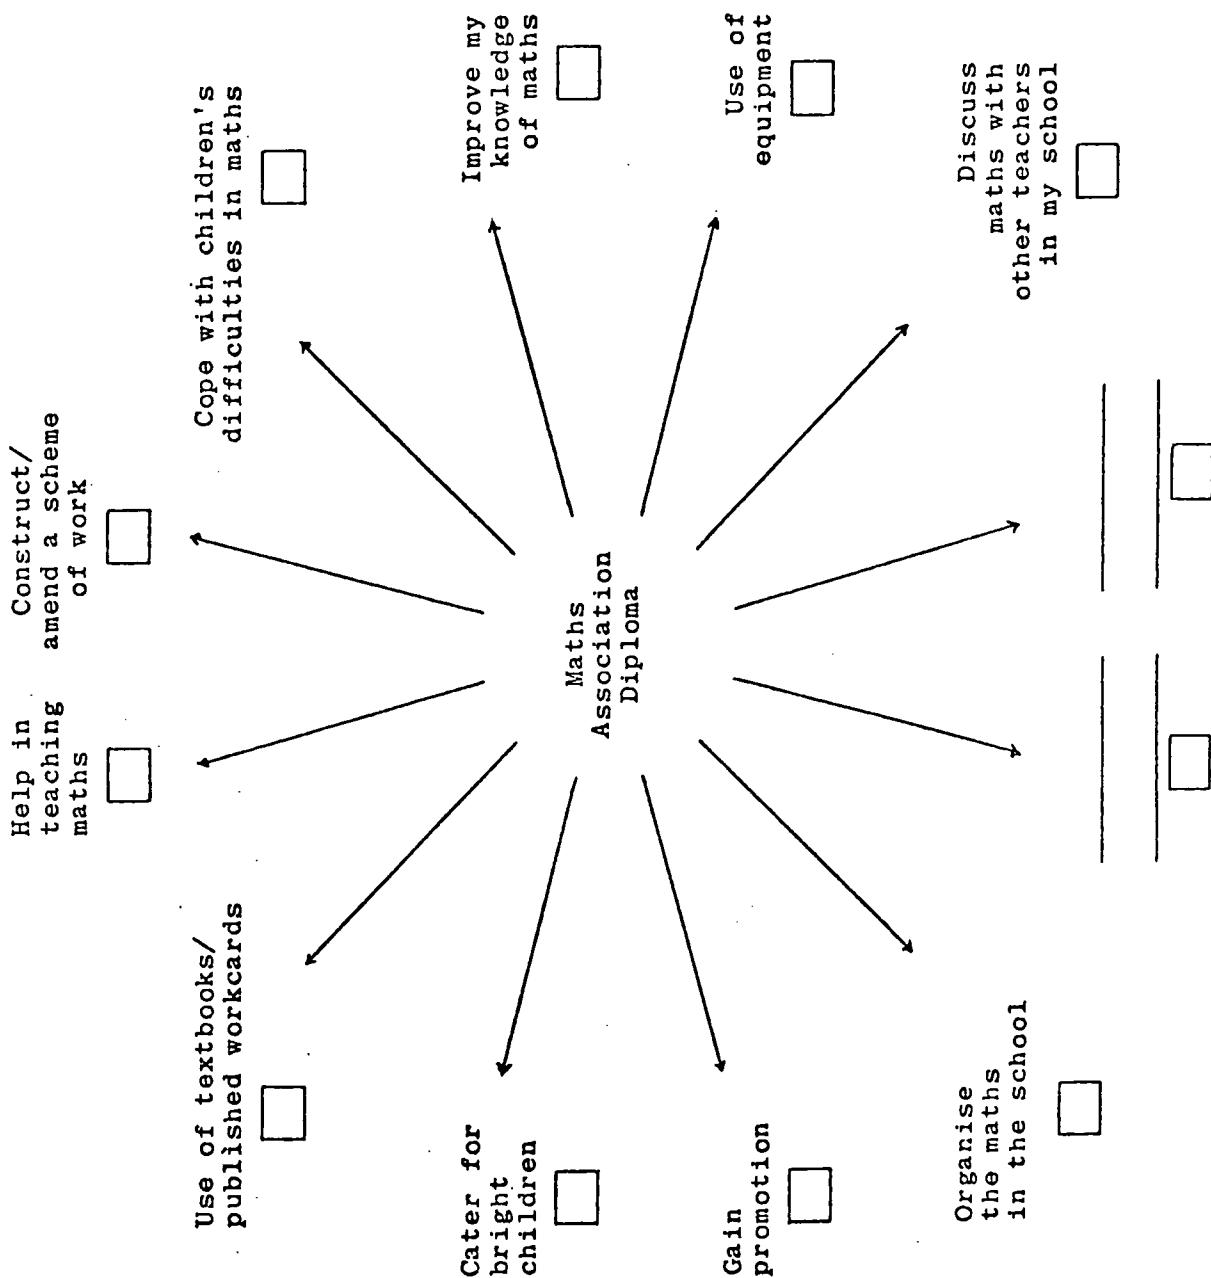 Help in
teaching
maths
Construct/
amend a scheme
of work
Use of textbooks/
published workcards
Cope with children's
difficulties in maths
Cater for
bright
children
Improve my
knowledge
of maths
Maths
Association
Diploma
Gain
promotion
Use of
equipment
Organise
the maths
in the school
Discuss
maths with
other teachers
in my school